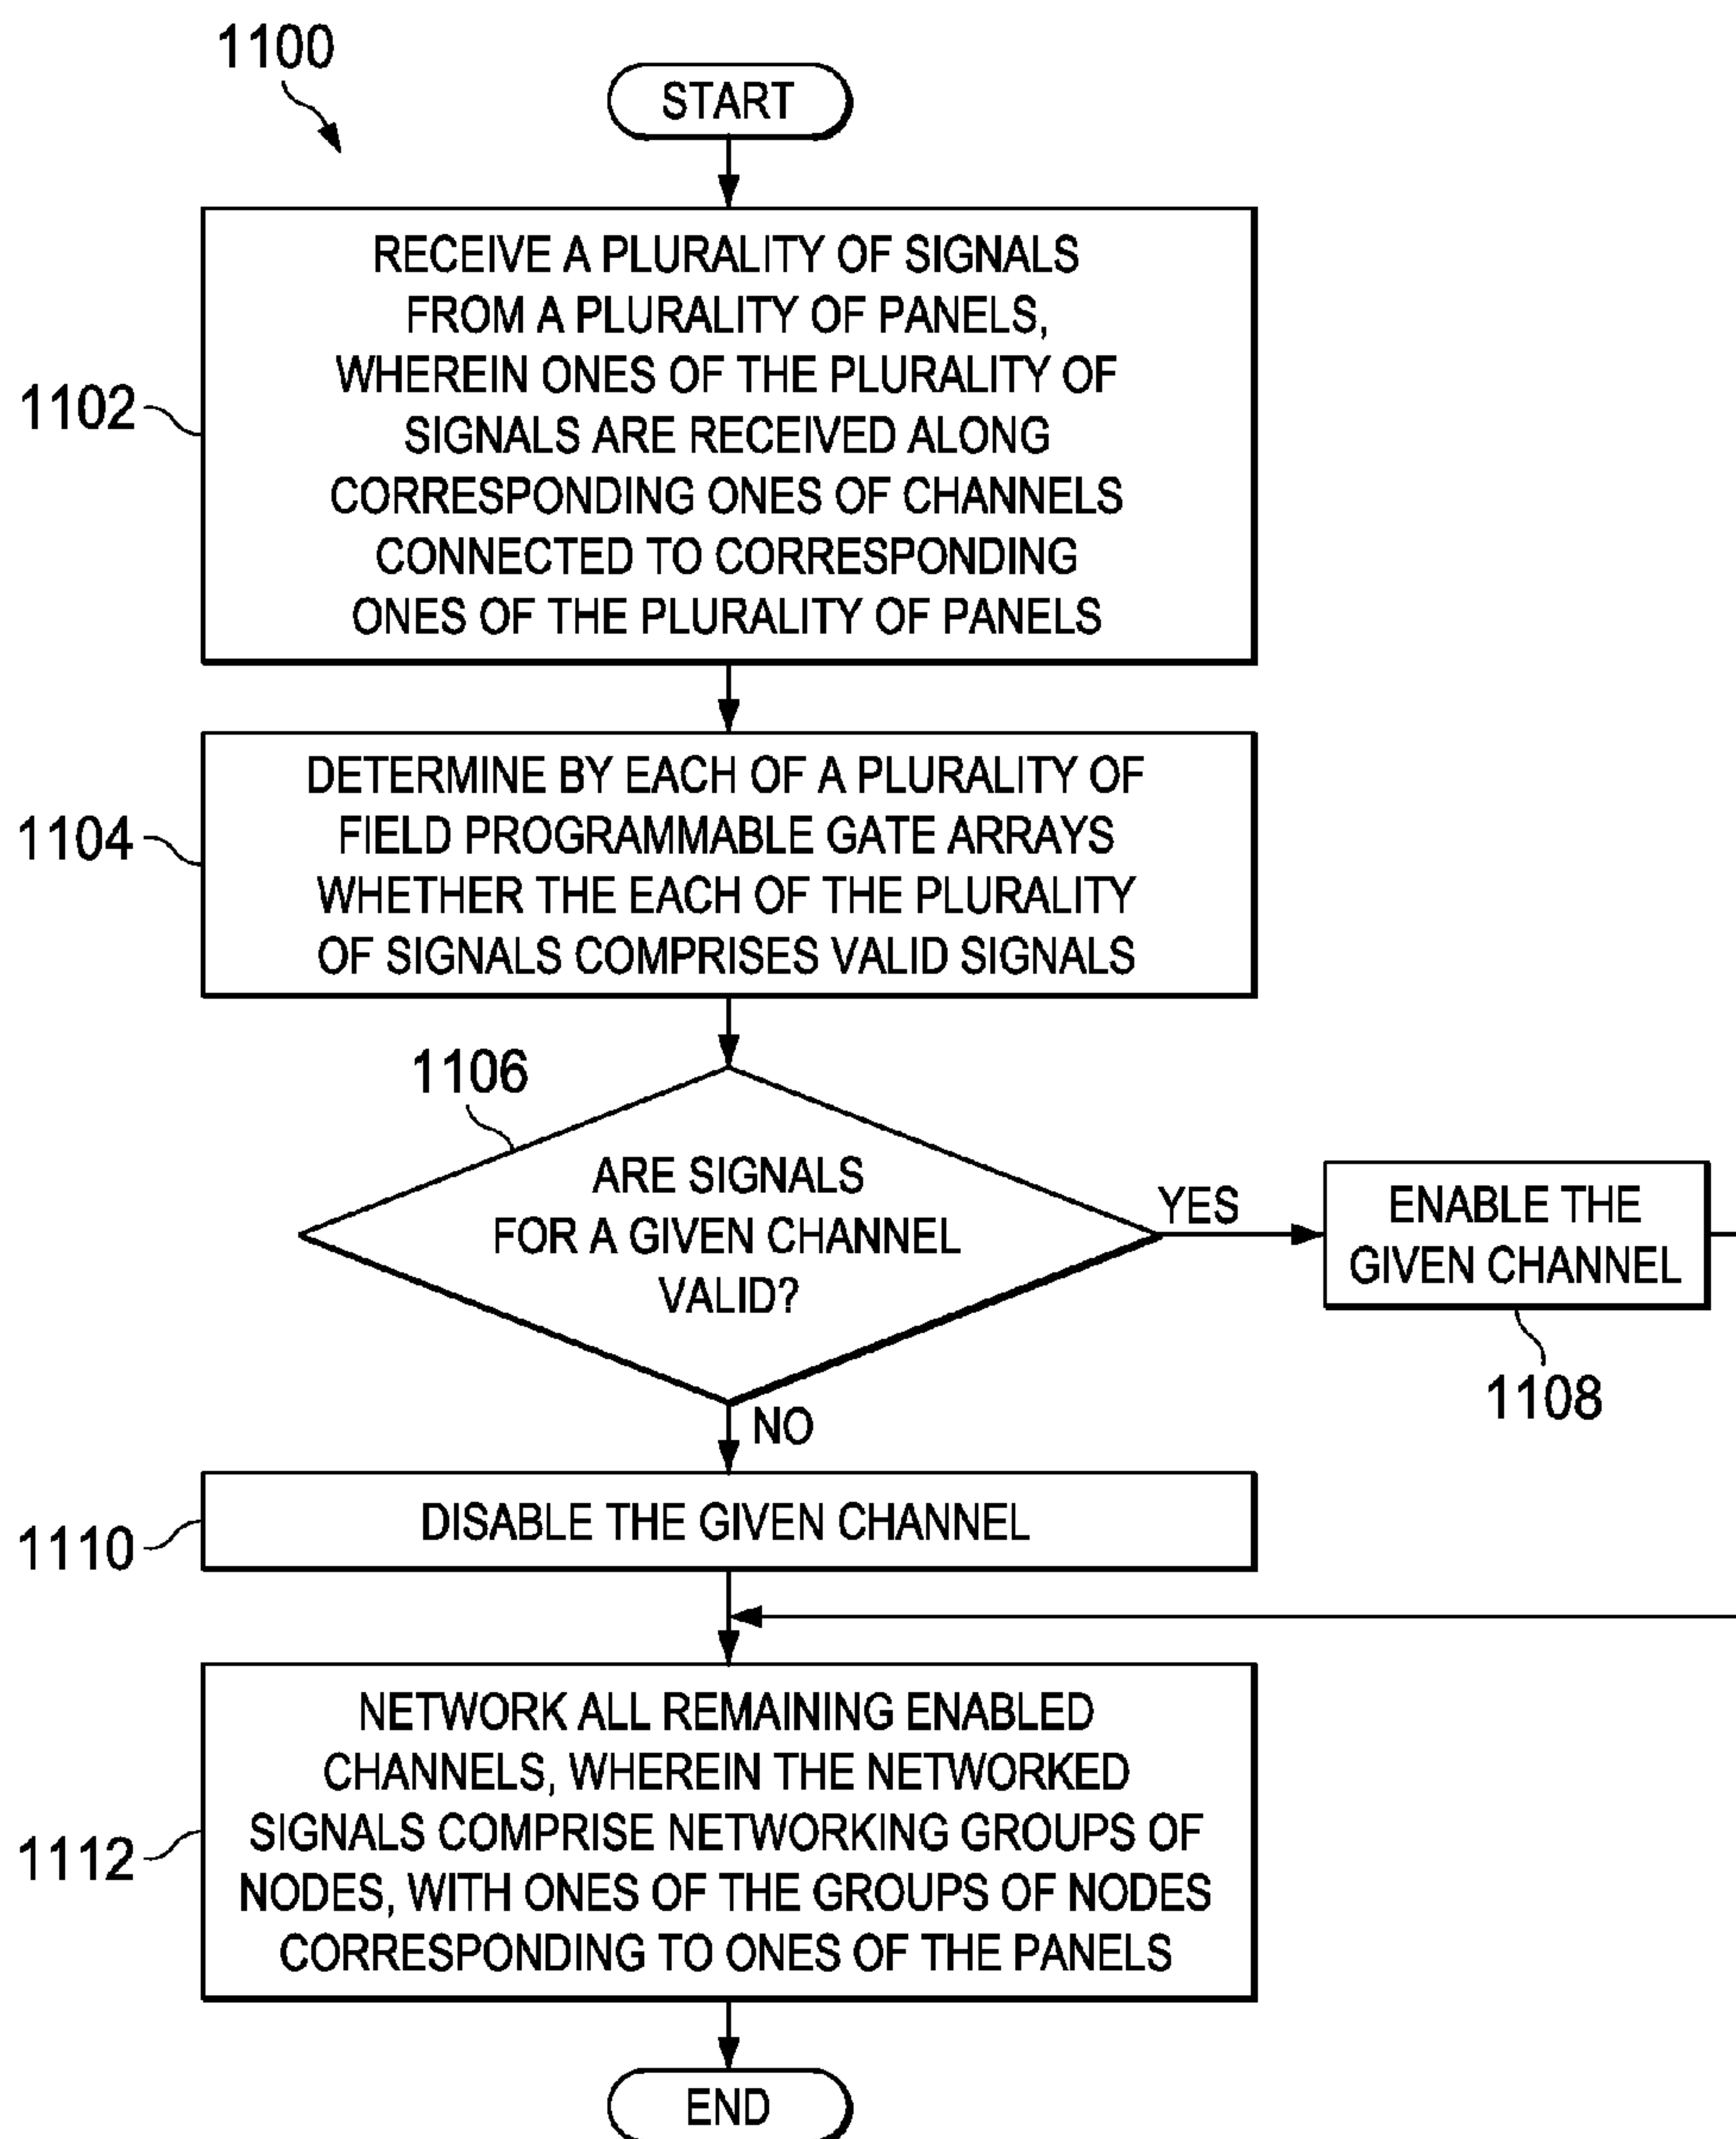 1100
START
RECEIVE A PLURALITY OF SIGNALS
FROM A PLURALITY OF PANELS,
WHEREIN ONES OF THE PLURALITY OF
SIGNALS ARE RECEIVED ALONG
CORRESPONDING ONES OF CHANNELS
CONNECTED TO CORRESPONDING
ONES OF THE PLURALITY OF PANELS
1102
DETERMINE BY EACH OF A PLURALITY OF
FIELD PROGRAMMABLE GATE ARRAYS
WHETHER THE EACH OF THE PLURALITY
OF SIGNALS COMPRISES VALID SIGNALS
1104
1106
ARE SIGNALS
FOR A GIVEN CHANNEL
VALID?
YES
ENABLE THE
GIVEN CHANNEL
1108
NO
DISABLE THE GIVEN CHANNEL
1110
NETWORK ALL REMAINING ENABLED
CHANNELS, WHEREIN THE NETWORKED
SIGNALS COMPRISE NETWORKING GROUPS OF
NODES, WITH ONES OF THE GROUPS OF NODES
CORRESPONDING TO ONES OF THE PANELS
1112
END